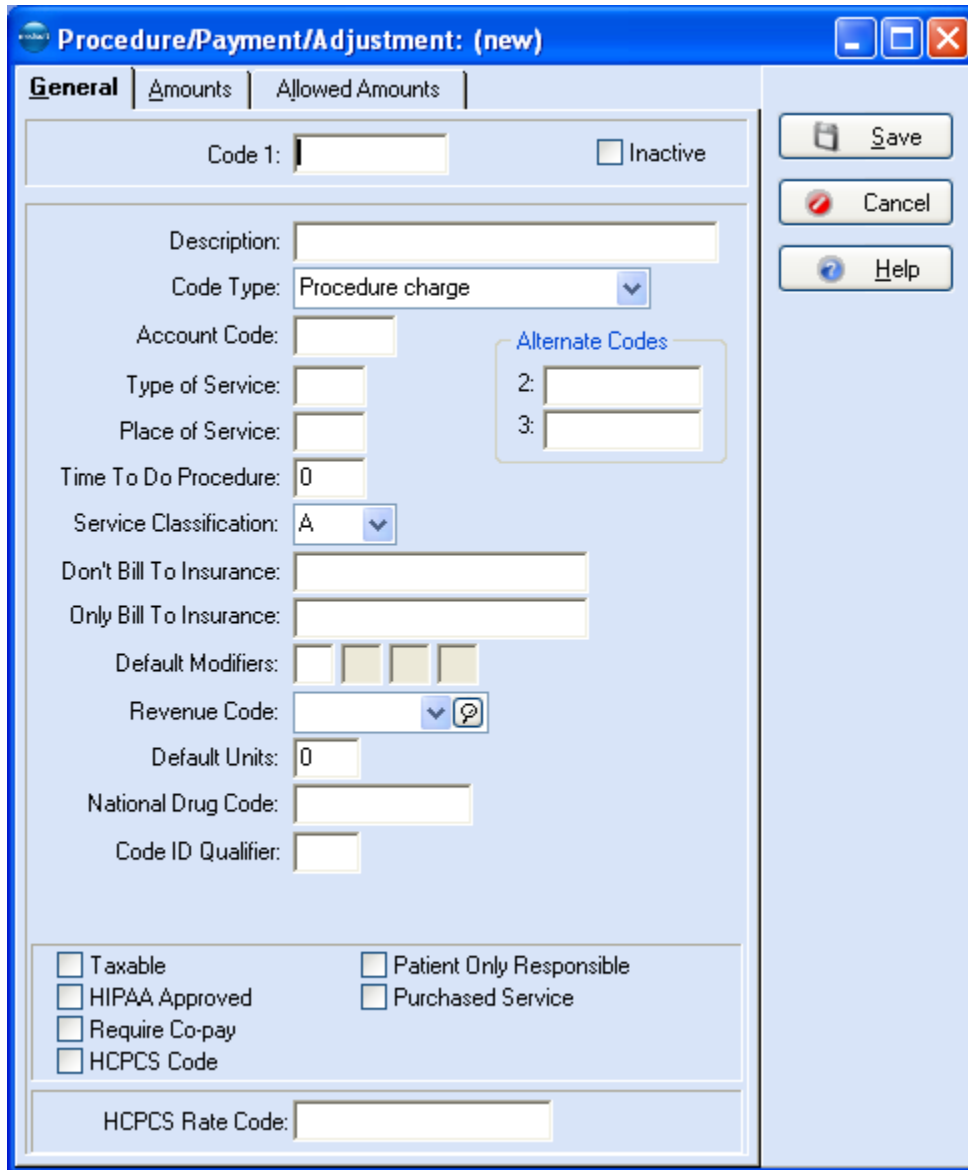 Procedure/Payment/Adjustment: (new)
General Amounts Allowed Amounts
Code 1: Inactive
Save
Cancel
Help
Description:
Code Type: Procedure charge
Account Code:
Alternate Codes
Type of Service:
2:
Place of Service:
3:
Time To Do Procedure: 0
Service Classification: A
Don't Bill To Insurance:
Only Bill To Insurance:
Default Modifiers:
Revenue Code:
Default Units: 0
National Drug Code:
Code ID Qualifier:
Taxable Patient Only Responsible
HIPAA Approved Purchased Service
Require Co-pay
HCPCS Code
HCPCS Rate Code: